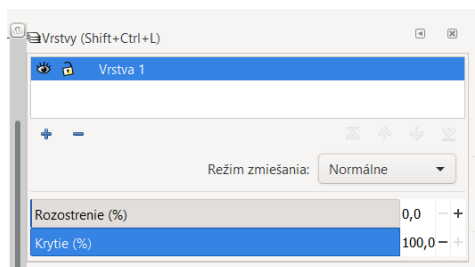 Vrstvy (Shift+Ctrl+L)
Vrstva 1
Režim zmiešania: Normálne
Rozostrenie (%) 0,0
Krytie (%) 100,0